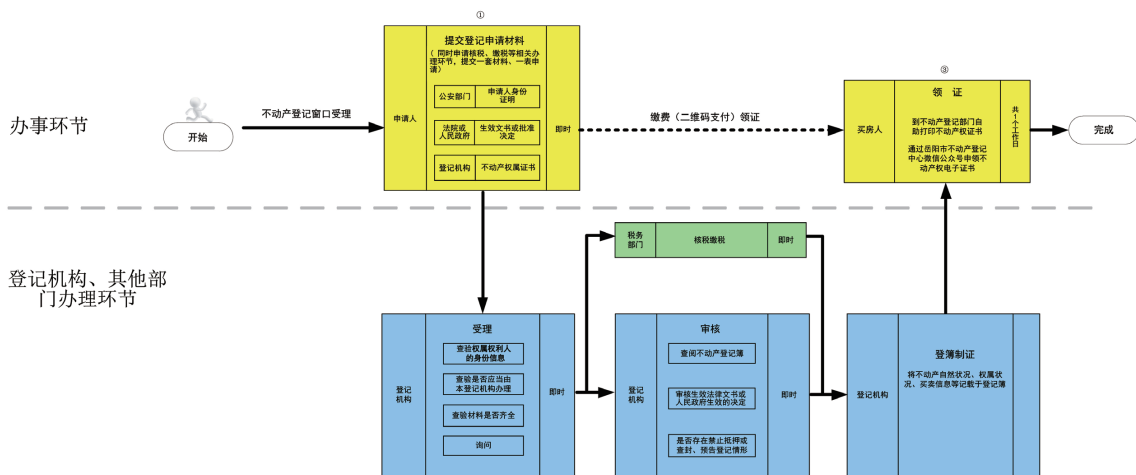 ①
提交登记申请材料
（ 同时申请核税、缴税等相关办
理环节，提交一套材料、一表申
请）
公安部门
申请人身份
证明
法院或
人民政府
生效文书或批准
决定
登记机构
不动产权属证书
申请人
即时
办事环节
开始
不动产登记窗口受理
缴费（二维码支付）领证
③
领 证
买房人
到不动产登记部门自
助打印不动产权证书
通过岳阳市不动产登记
中心微信公众号申领不
动产权电子证书
共1个工作日
完成
登记机构、其他部
门办理环节
税务
部门
核税缴税
即时
受理
登记
机构
查验权属权利人
的身份信息
查验是否应当由
本登记机构办理
查验材料是否齐全
询问
即时
审核
登记
机构
查阅不动产登记薄
审核生效法律文书或
人民政府生效的决定
是否存在禁止抵押或
查封、预告登记情形
即时
登薄制证
登记机构
将不动产自然状况、权属状
况、买卖信息等记载于登记薄